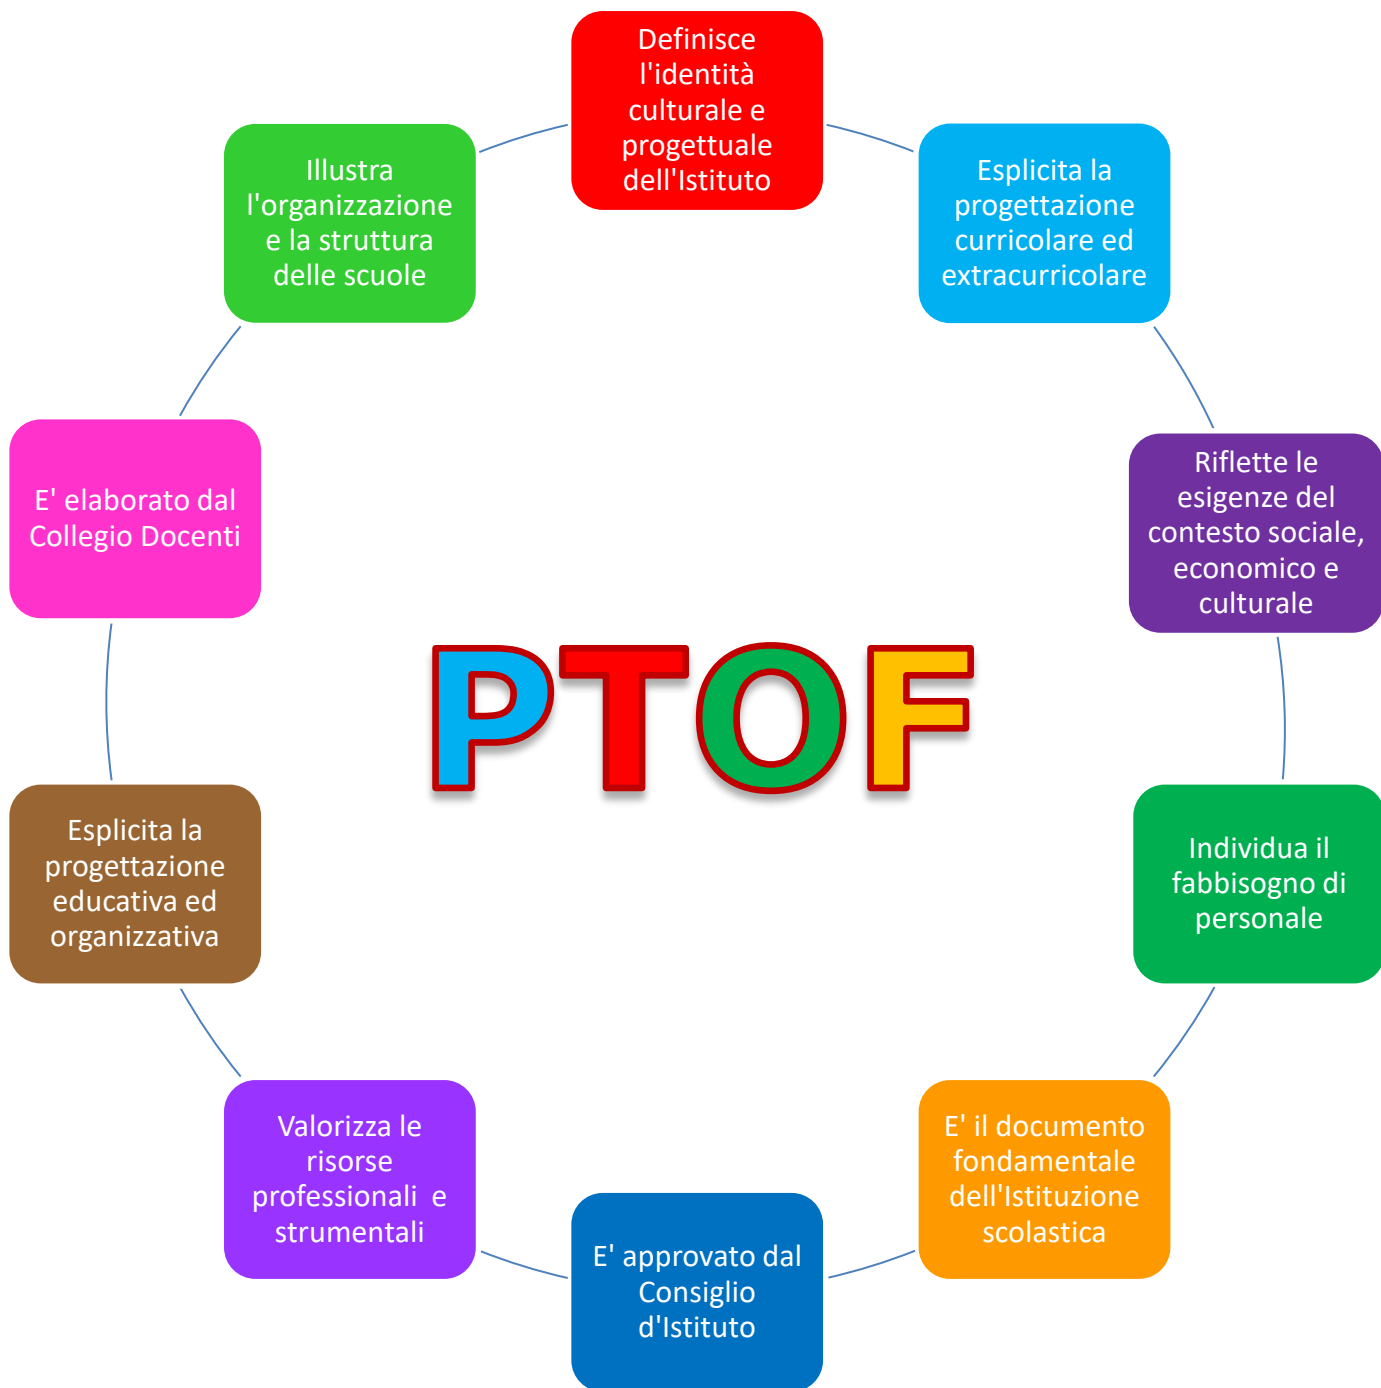 Definisce
l'identità
culturale e
progettuale
dell'Istituto
Esplicita la
progettazione
curricolare ed
extracurricolare
Riflette le
esigenze del
contesto sociale,
economico e
culturale
Individua il
fabbisogno di
personale
E' il documento
fondamentale
dell'Istituzione
scolastica
E' approvato dal
Consiglio
d'Istituto
Valorizza le
risorse
professionali  e
strumentali
Esplicita la
progettazione
educativa ed
organizzativa
E' elaborato dal
Collegio Docenti
Illustra
l'organizzazione
e la struttura
delle scuole
PTOF